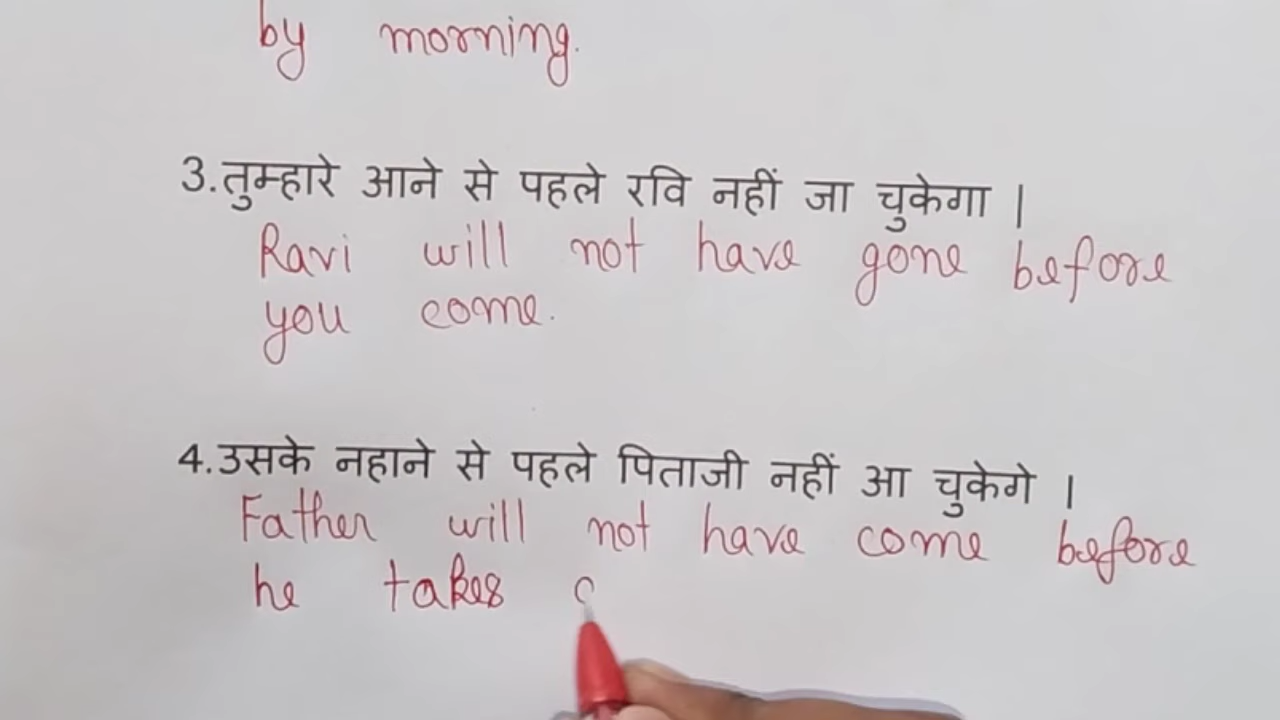 by morning.
3.तुम्हारे आने से पहले रवि नहीं जा चुकेगा |
Ravi will not have gone before
you come.
4.उसके नहाने से पहले पिताजी नहीं आ चुकेगे |
Father will not have come before
he takes